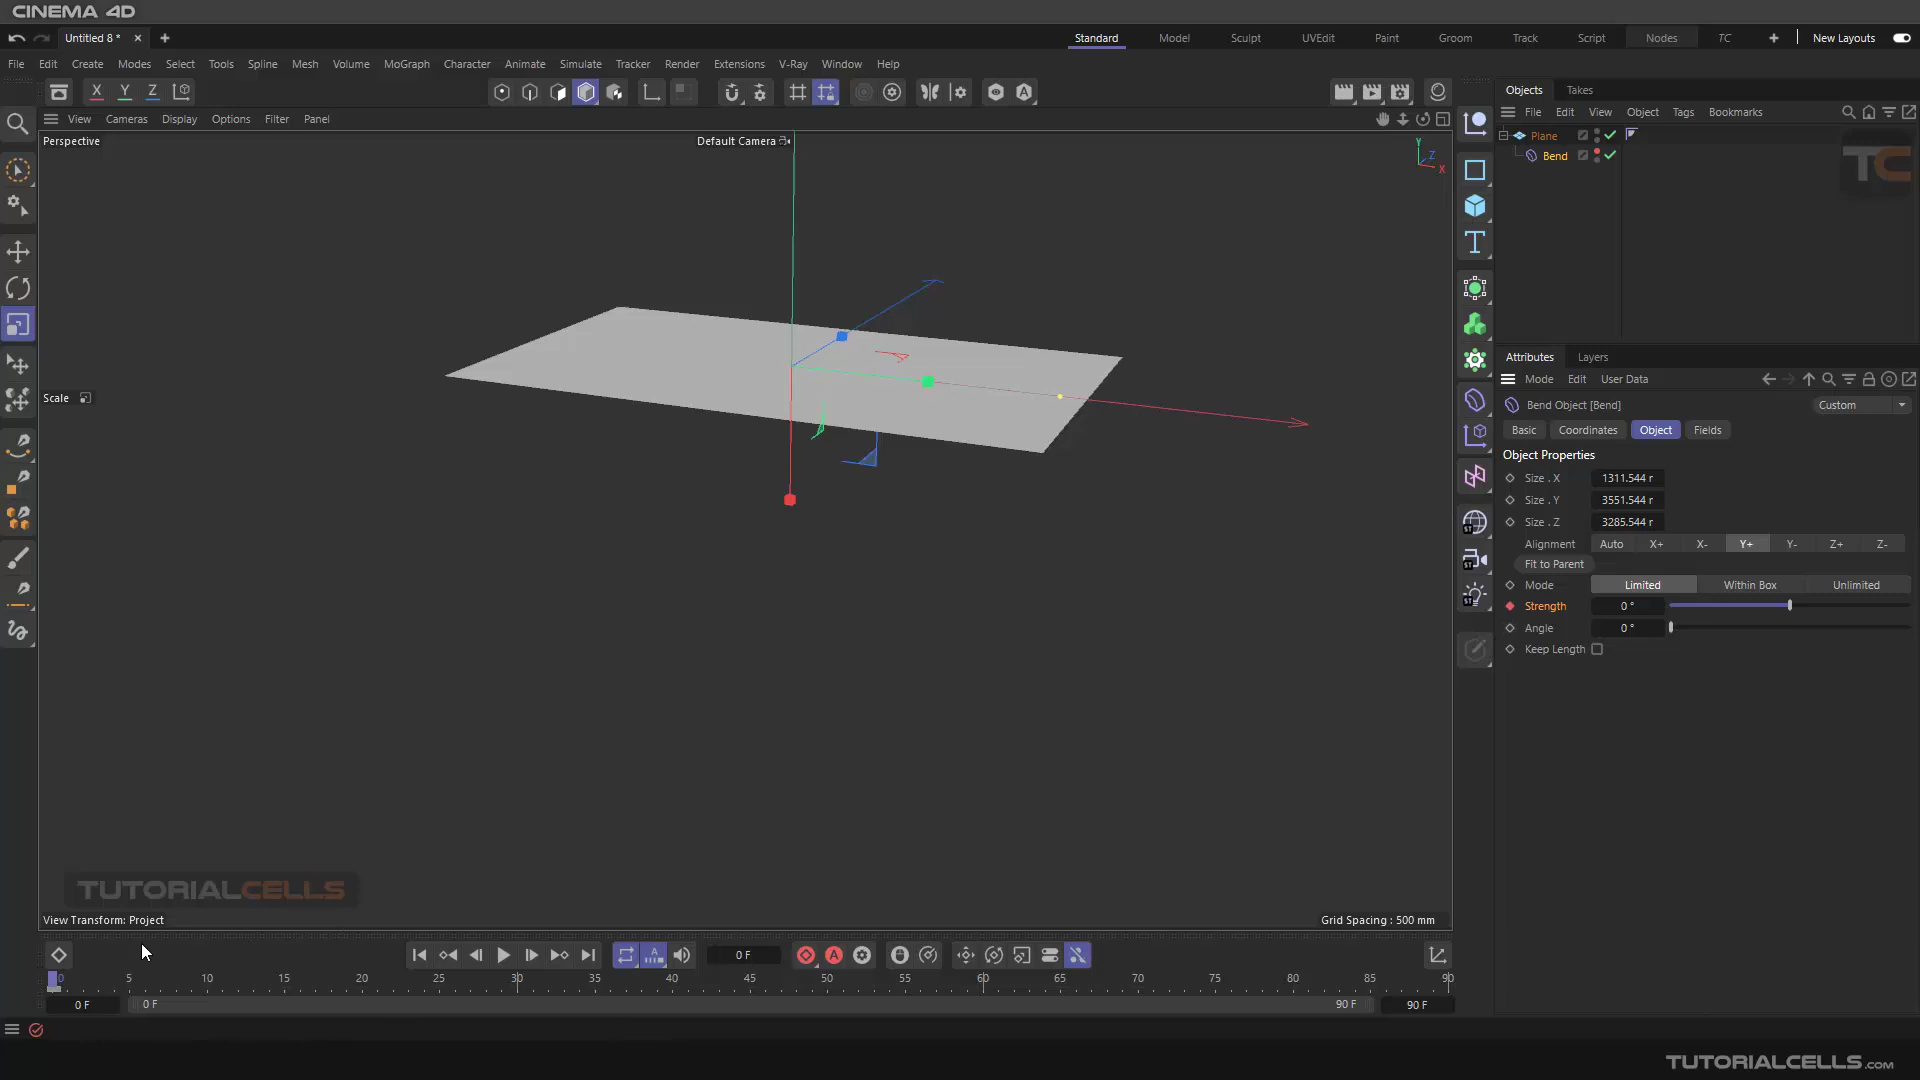 CINEMA 4D
Untitled 8 *
Standard Model Sculpt UVEdit Paint Groom Track Script Nodes TC New Layouts
File Edit Create Modes Select Tools Spline Mesh Volume MoGraph Character Animate Simulate Tracker Render Extensions V-Ray Window Help
X Y Z
Objects Takes
File Edit View Object Tags Bookmarks
View Cameras Display Options Filter Panel
Perspective
Default Camera
Y
Z
X
Plane
Bend
TC
Attributes Layers
Mode Edit User Data
Scale
Bend Object [Bend]
Custom
Basic Coordinates Object Fields
Object Properties
Size . X 1311.544 r
Size . Y 3551.544 r
Size . Z 3285.544 r
Alignment Auto X+ X- Y+ Y- Z+ Z-
Fit to Parent
Mode Limited Within Box Unlimited
Strength 0 °
Angle 0 °
Keep Length
ST
ST
ST
TUTORIALCELLS
View Transform: Project
Grid Spacing : 500 mm
A
0 F
A
0 5 10 15 20 25 30 35 40 45 50 55 60 65 70 75 80 85 90
0 F 0 F 90 F 90 F
TUTORIALCELLS.COM